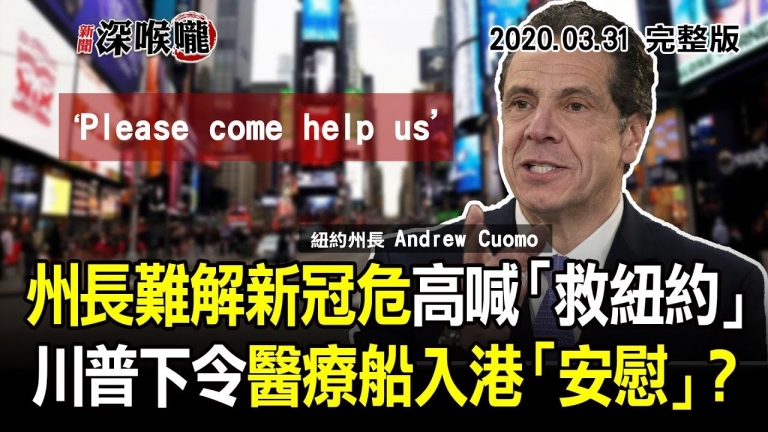 新聞深喉嚨
2020.03.31 完整版
‘Please come help us’
紐約州長 Andrew Cuomo
州長難解新冠危高喊「救紐約」
川普下令醫療船入港「安慰」?